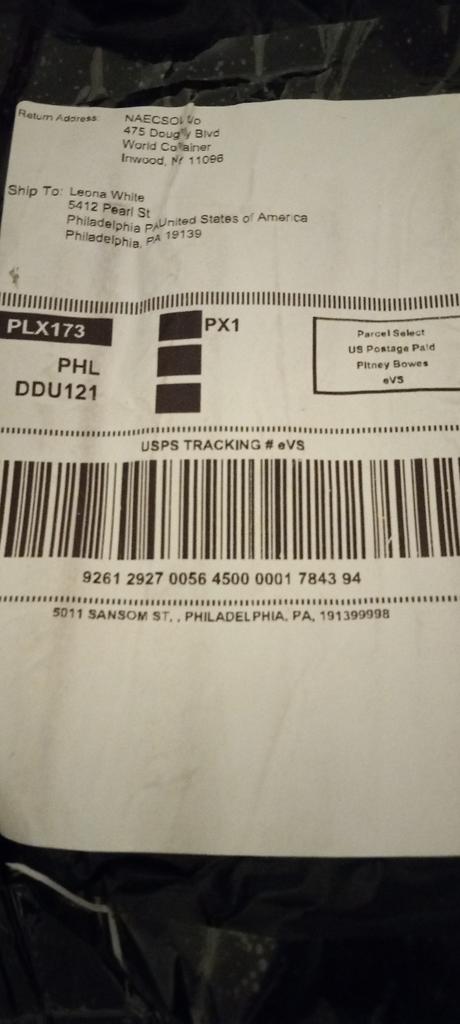 Return Address:
475 Blvd
World
Inwood, 11096
Ship To: Leona White
5412 Pearl St
Philadelphia PA United States of America
Philadelphia, PA 19139
PLX173
PX1
PHL
DDU121
Parcel Select
US Postage Paid
Pitney Bowes
eVS
USPS TRACKING # eVS
9261 2927 0056 4500 0001 7843 94
5011 SANSOM ST, , PHILADELPHIA, PA, 191399998